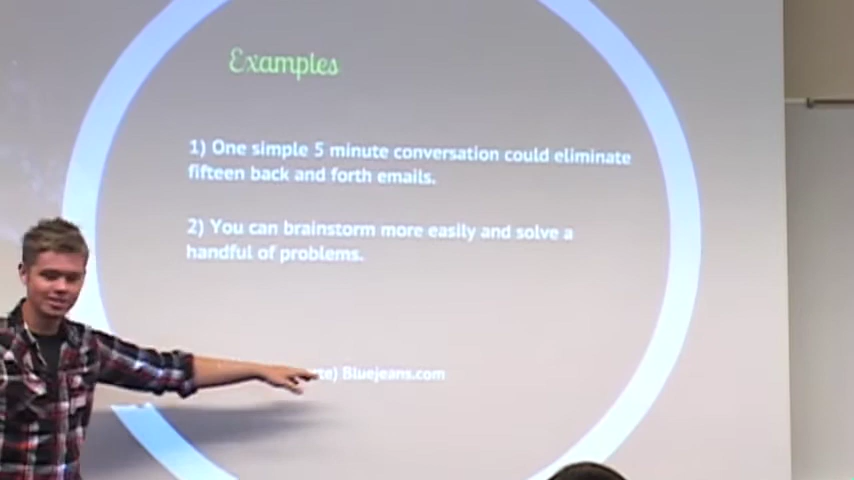 Examples
1) One simple 5 minute conversation could eliminate
fifteen back and forth emails.
2) You can brainstorm more easily and solve a
handful of problems.
Bluejeans.com